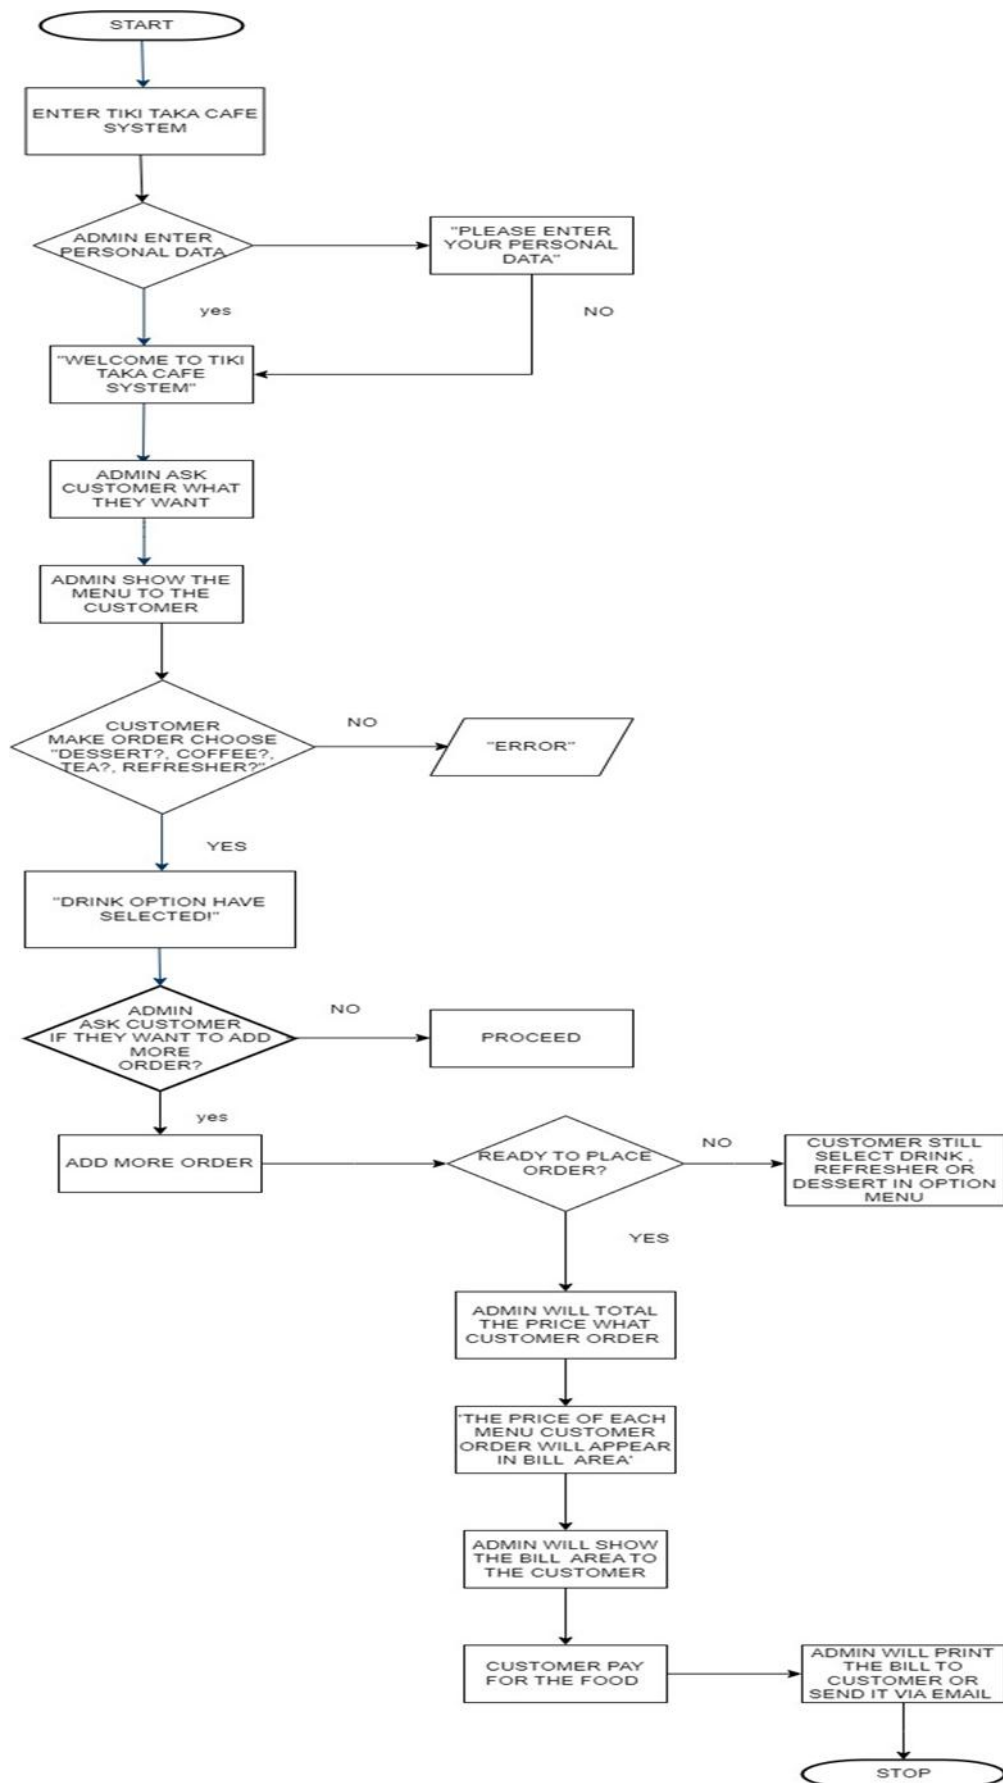 START
ENTER TIKI TAKA CAFE
SYSTEM
ADMIN ENTER
PERSONAL DATA
"PLEASE ENTER
YOUR PERSONAL
DATA"
yes
NO
"WELCOME TO TIKI
TAKA CAFE
SYSTEM"
ADMIN ASK
CUSTOMER WHAT
THEY WANT
ADMIN SHOW THE
MENU TO THE
CUSTOMER
CUSTOMER
MAKE ORDER CHOOSE
"DESSERT?, COFFEE?,
TEA?, REFRESHER?"
NO
"ERROR"
YES
"DRINK OPTION HAVE
SELECTED!"
ADMIN
ASK CUSTOMER
IF THEY WANT TO ADD
MORE
ORDER?
NO
PROCEED
yes
ADD MORE ORDER
READY TO PLACE
ORDER?
NO
CUSTOMER STILL
SELECT DRINK ,
REFRESHER OR
DESSERT IN OPTION
MENU
YES
ADMIN WILL TOTAL
THE PRICE WHAT
CUSTOMER ORDER
'THE PRICE OF EACH
MENU CUSTOMER
ORDER WILL APPEAR
IN BILL AREA'
ADMIN WILL SHOW
THE BILL AREA TO
THE CUSTOMER
CUSTOMER PAY
FOR THE FOOD
ADMIN WILL PRINT
THE BILL TO
CUSTOMER OR
SEND IT VIA EMAIL
STOP